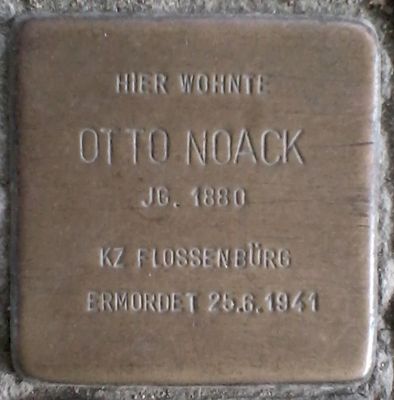 HIER WOHNTE
OTTO NOACK
JG. 1880
KZ FLOSSENBÜRG
ERMORDET 25.6.1941